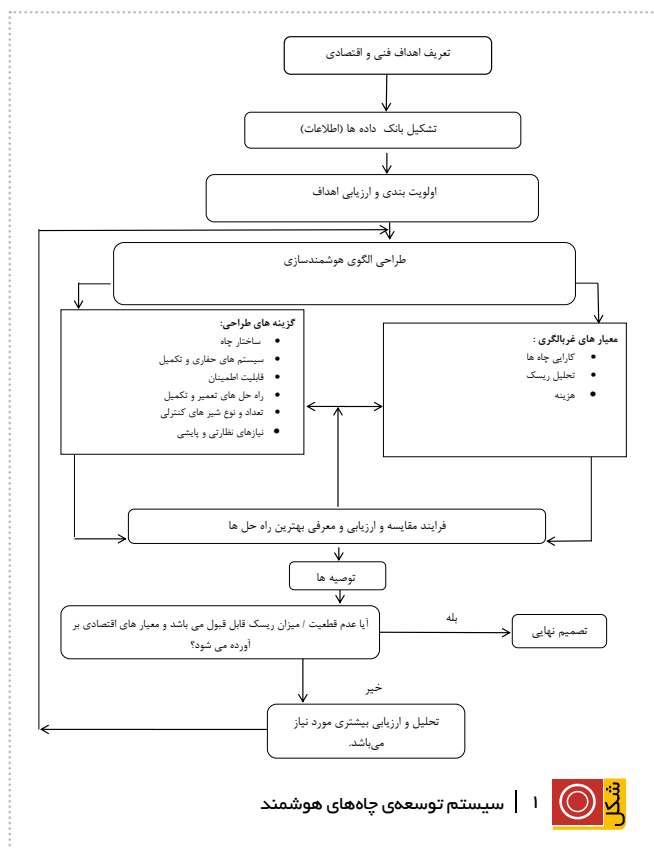 تعریف اهداف فنی و اقتصادی
تشکیل بانک داده ها (اطلاعات)
اولویت بندی و ارزیابی اهداف
طراحی الگوی هوشمندسازی
معیار های غربالگری :
• کارایی چاه ها
• تحلیل ریسک
• هزینه
گزینه های طراحی:
• ساختار چاه
• سیستم های حفاری و تکمیل
• قابلیت اطمینان
• راه حل های تعمیر و تکمیل
• تعداد و نوع شیر های کنترلی
• نیازهای نظارتی و پایشی
فرایند مقایسه و ارزیابی و معرفی بهترین راه حل ها
توصیه ها
آیا عدم قطعیت / میزان ریسک قابل قبول می باشد و معیار های اقتصادی بر
آورده می شود؟
بله
تصمیم نهایی
خیر
تحلیل و ارزیابی بیشتری مورد نیاز
می‌باشد.
شکل ۱ | سیستم توسعه‌ی چاه‌های هوشمند